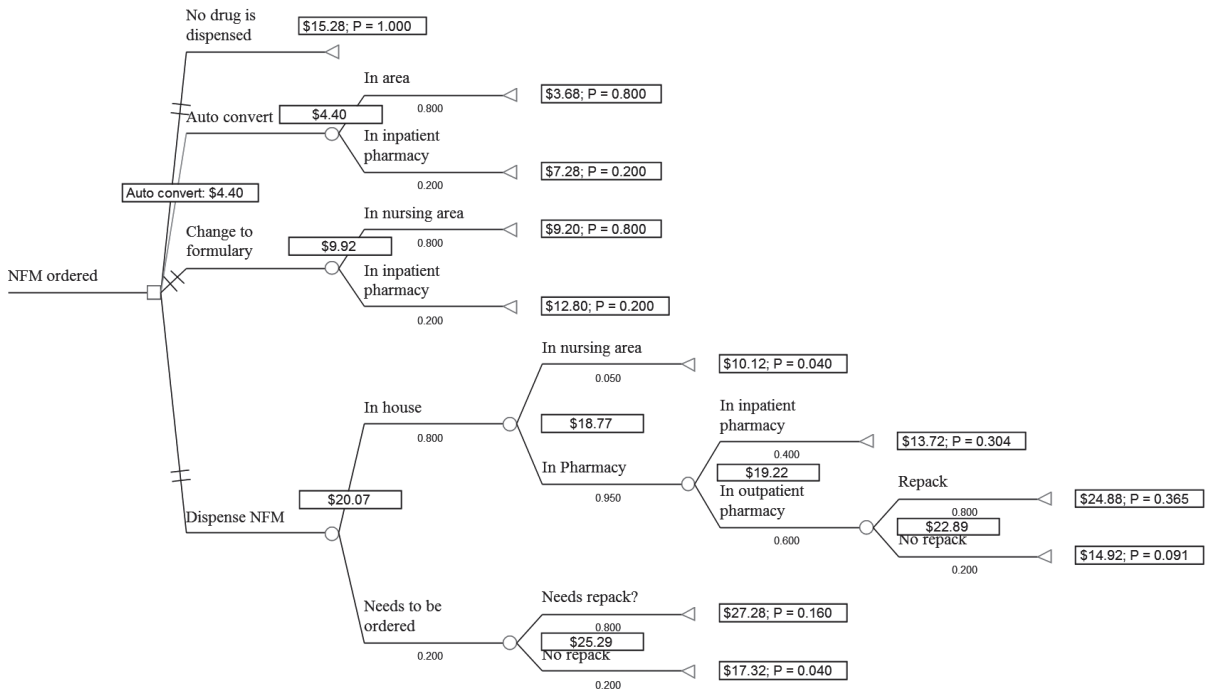 No drug is
dispensed
$15.28; P = 1.000
In area
0.800
$3.68; P = 0.800
Auto convert
$4.40
In inpatient
pharmacy
0.200
$7.28; P = 0.200
Auto convert: $4.40
Change to
formulary
$9.92
In nursing area
0.800
$9.20; P = 0.800
In inpatient
pharmacy
0.200
$12.80; P = 0.200
NFM ordered
Dispense NFM
$20.07
In house
0.800
$18.77
In nursing area
0.050
$10.12; P = 0.040
In Pharmacy
0.950
$19.22
In inpatient
pharmacy
0.400
$13.72; P = 0.304
In outpatient
pharmacy
0.600
$22.89
Repack
0.800
$24.88; P = 0.365
No repack
0.200
$14.92; P = 0.091
Needs to be
ordered
0.200
$25.29
Needs repack?
0.800
$27.28; P = 0.160
No repack
0.200
$17.32; P = 0.040